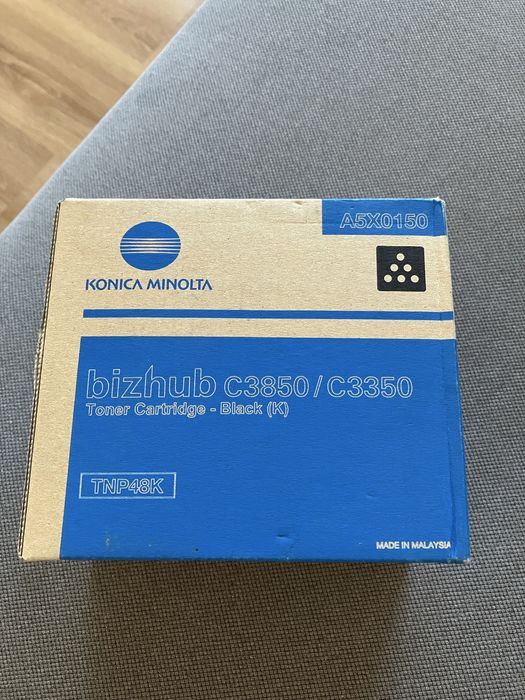 A5X0150
KONICA MINOLTA
bizhub C3850 / C3350
Toner Cartridge - Black (K)
TNP48K
MADE IN MALAYSIA